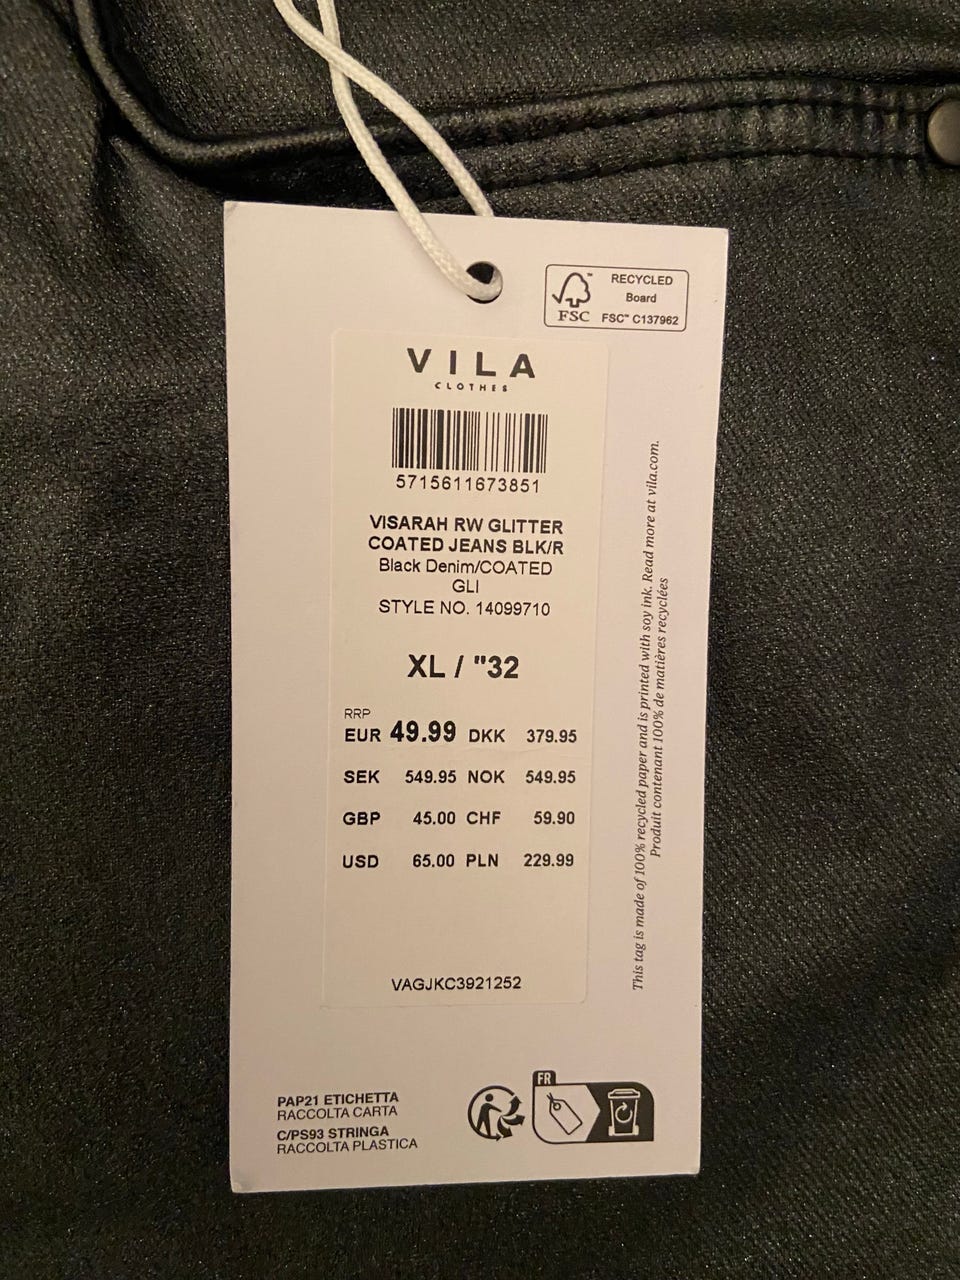 RECYCLED
Board
FSC™ C137962
FSC
VILA
CLOTHES
5715611673851
VISARAH RW GLITTER
COATED JEANS BLK/R
Black Denim/COATED
GLI
STYLE NO. 14099710
XL / "32
RRP
EUR 49.99 DKK 379.95
SEK 549.95 NOK 549.95
GBP 45.00 CHF 59.90
USD 65.00 PLN 229.99
VAGJKC3921252
This tag is made of 100% recycled paper and is printed with soy ink. Read more at vila.com.
Produit contenant 100% de matières recyclées
PAP21 ETICHETTA
RACCOLTA CARTA
C/PS93 STRINGA
RACCOLTA PLASTICA
FR